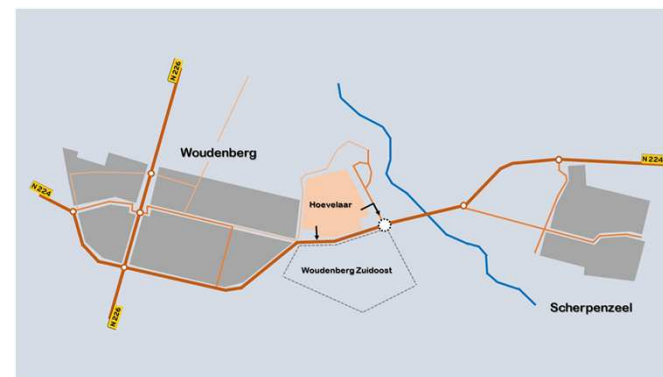 N226
Woudenberg
N224
N224
Hoevelaar
Woudenberg Zuidoost
N226
Scherpenzeel